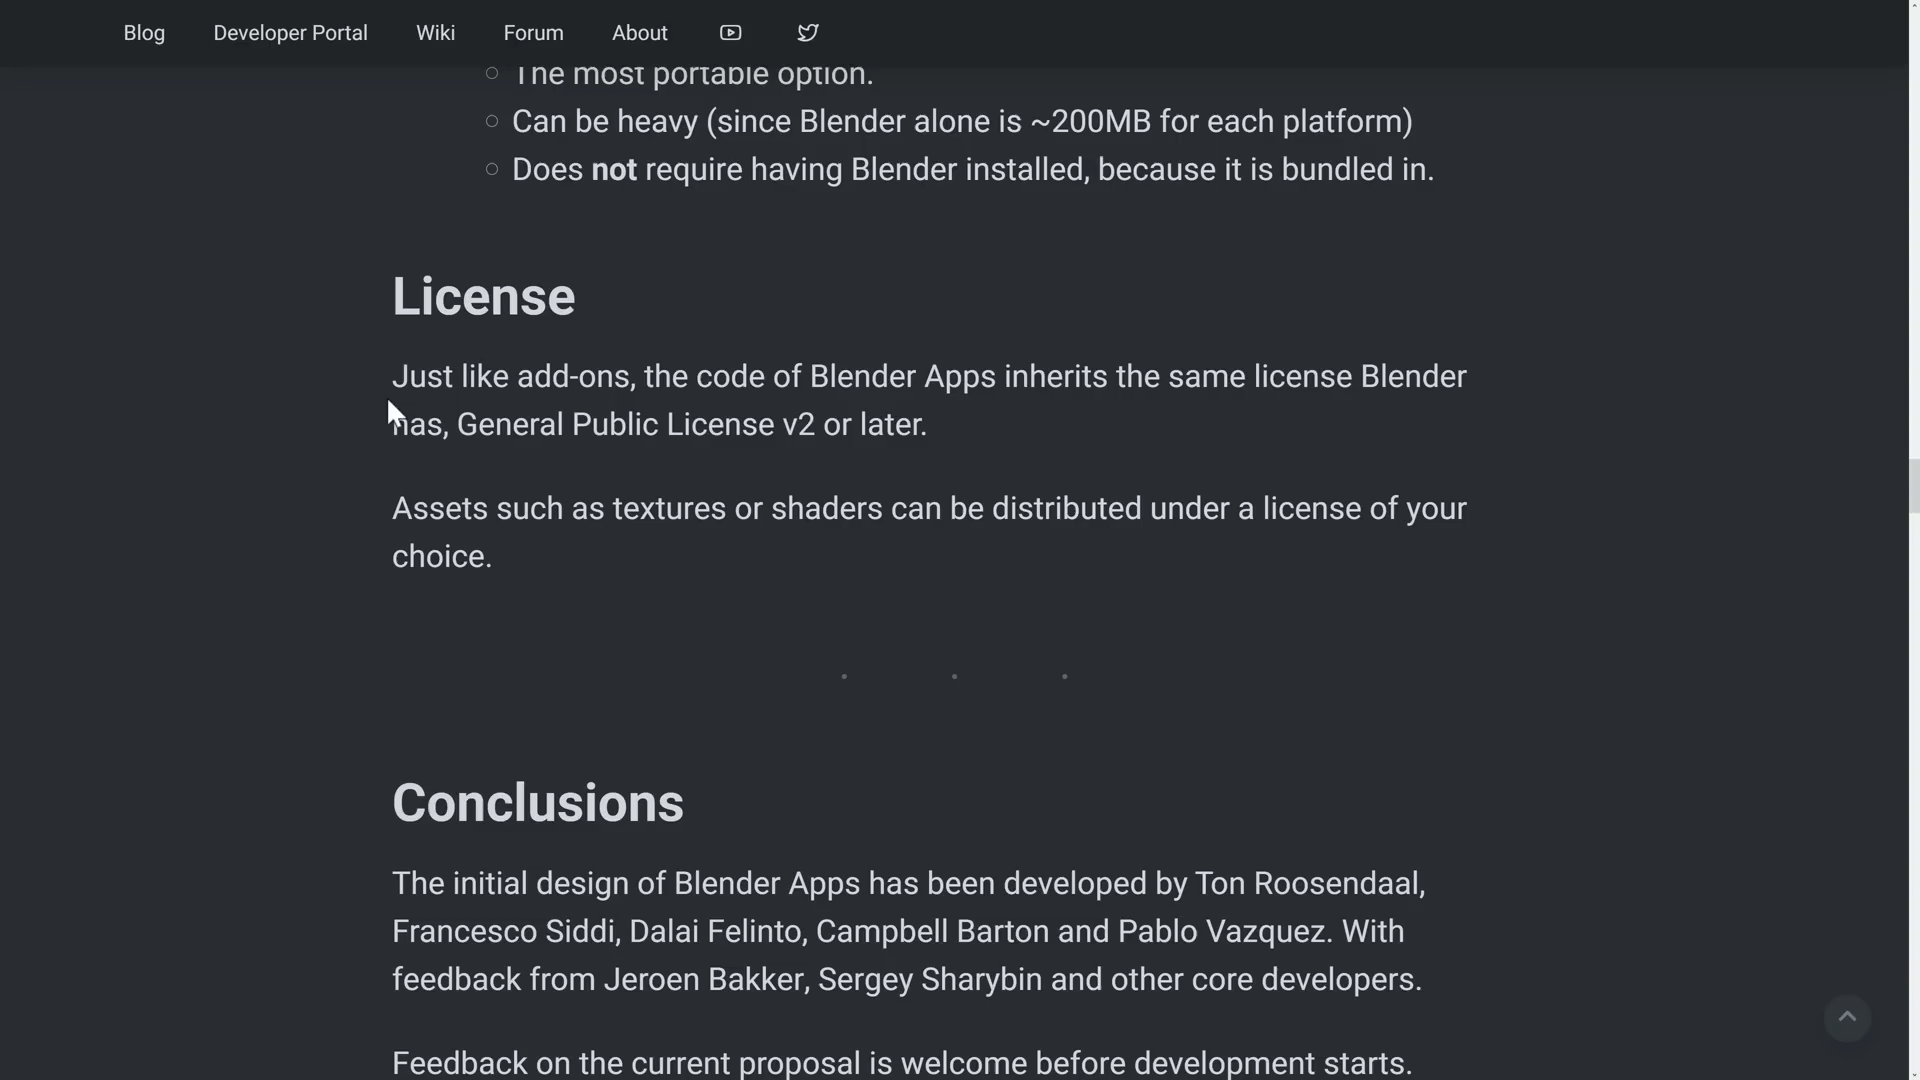 Blog Developer Portal Wiki Forum About
The most portable option.
Can be heavy (since Blender alone is ~200MB for each platform)
Does not require having Blender installed, because it is bundled in.
License
Just like add-ons, the code of Blender Apps inherits the same license Blender
has, General Public License v2 or later.
Assets such as textures or shaders can be distributed under a license of your
choice.
Conclusions
The initial design of Blender Apps has been developed by Ton Roosendaal,
Francesco Siddi, Dalai Felinto, Campbell Barton and Pablo Vazquez. With
feedback from Jeroen Bakker, Sergey Sharybin and other core developers.
Feedback on the current proposal is welcome before development starts.